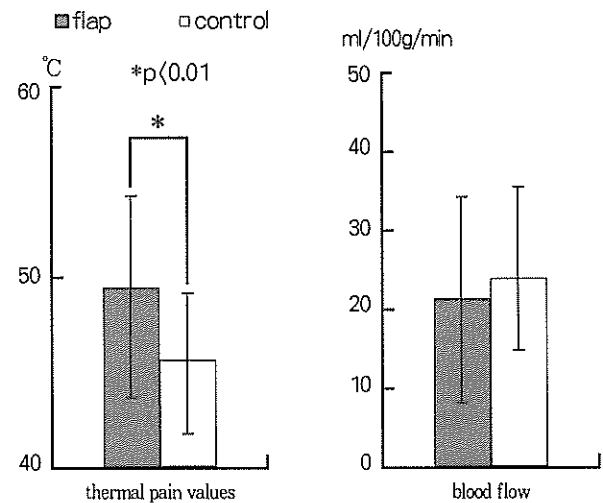 flap control
°C
*p<0.01
*
60
50
40
thermal pain values
ml/100g/min
50
40
30
20
10
0
blood flow